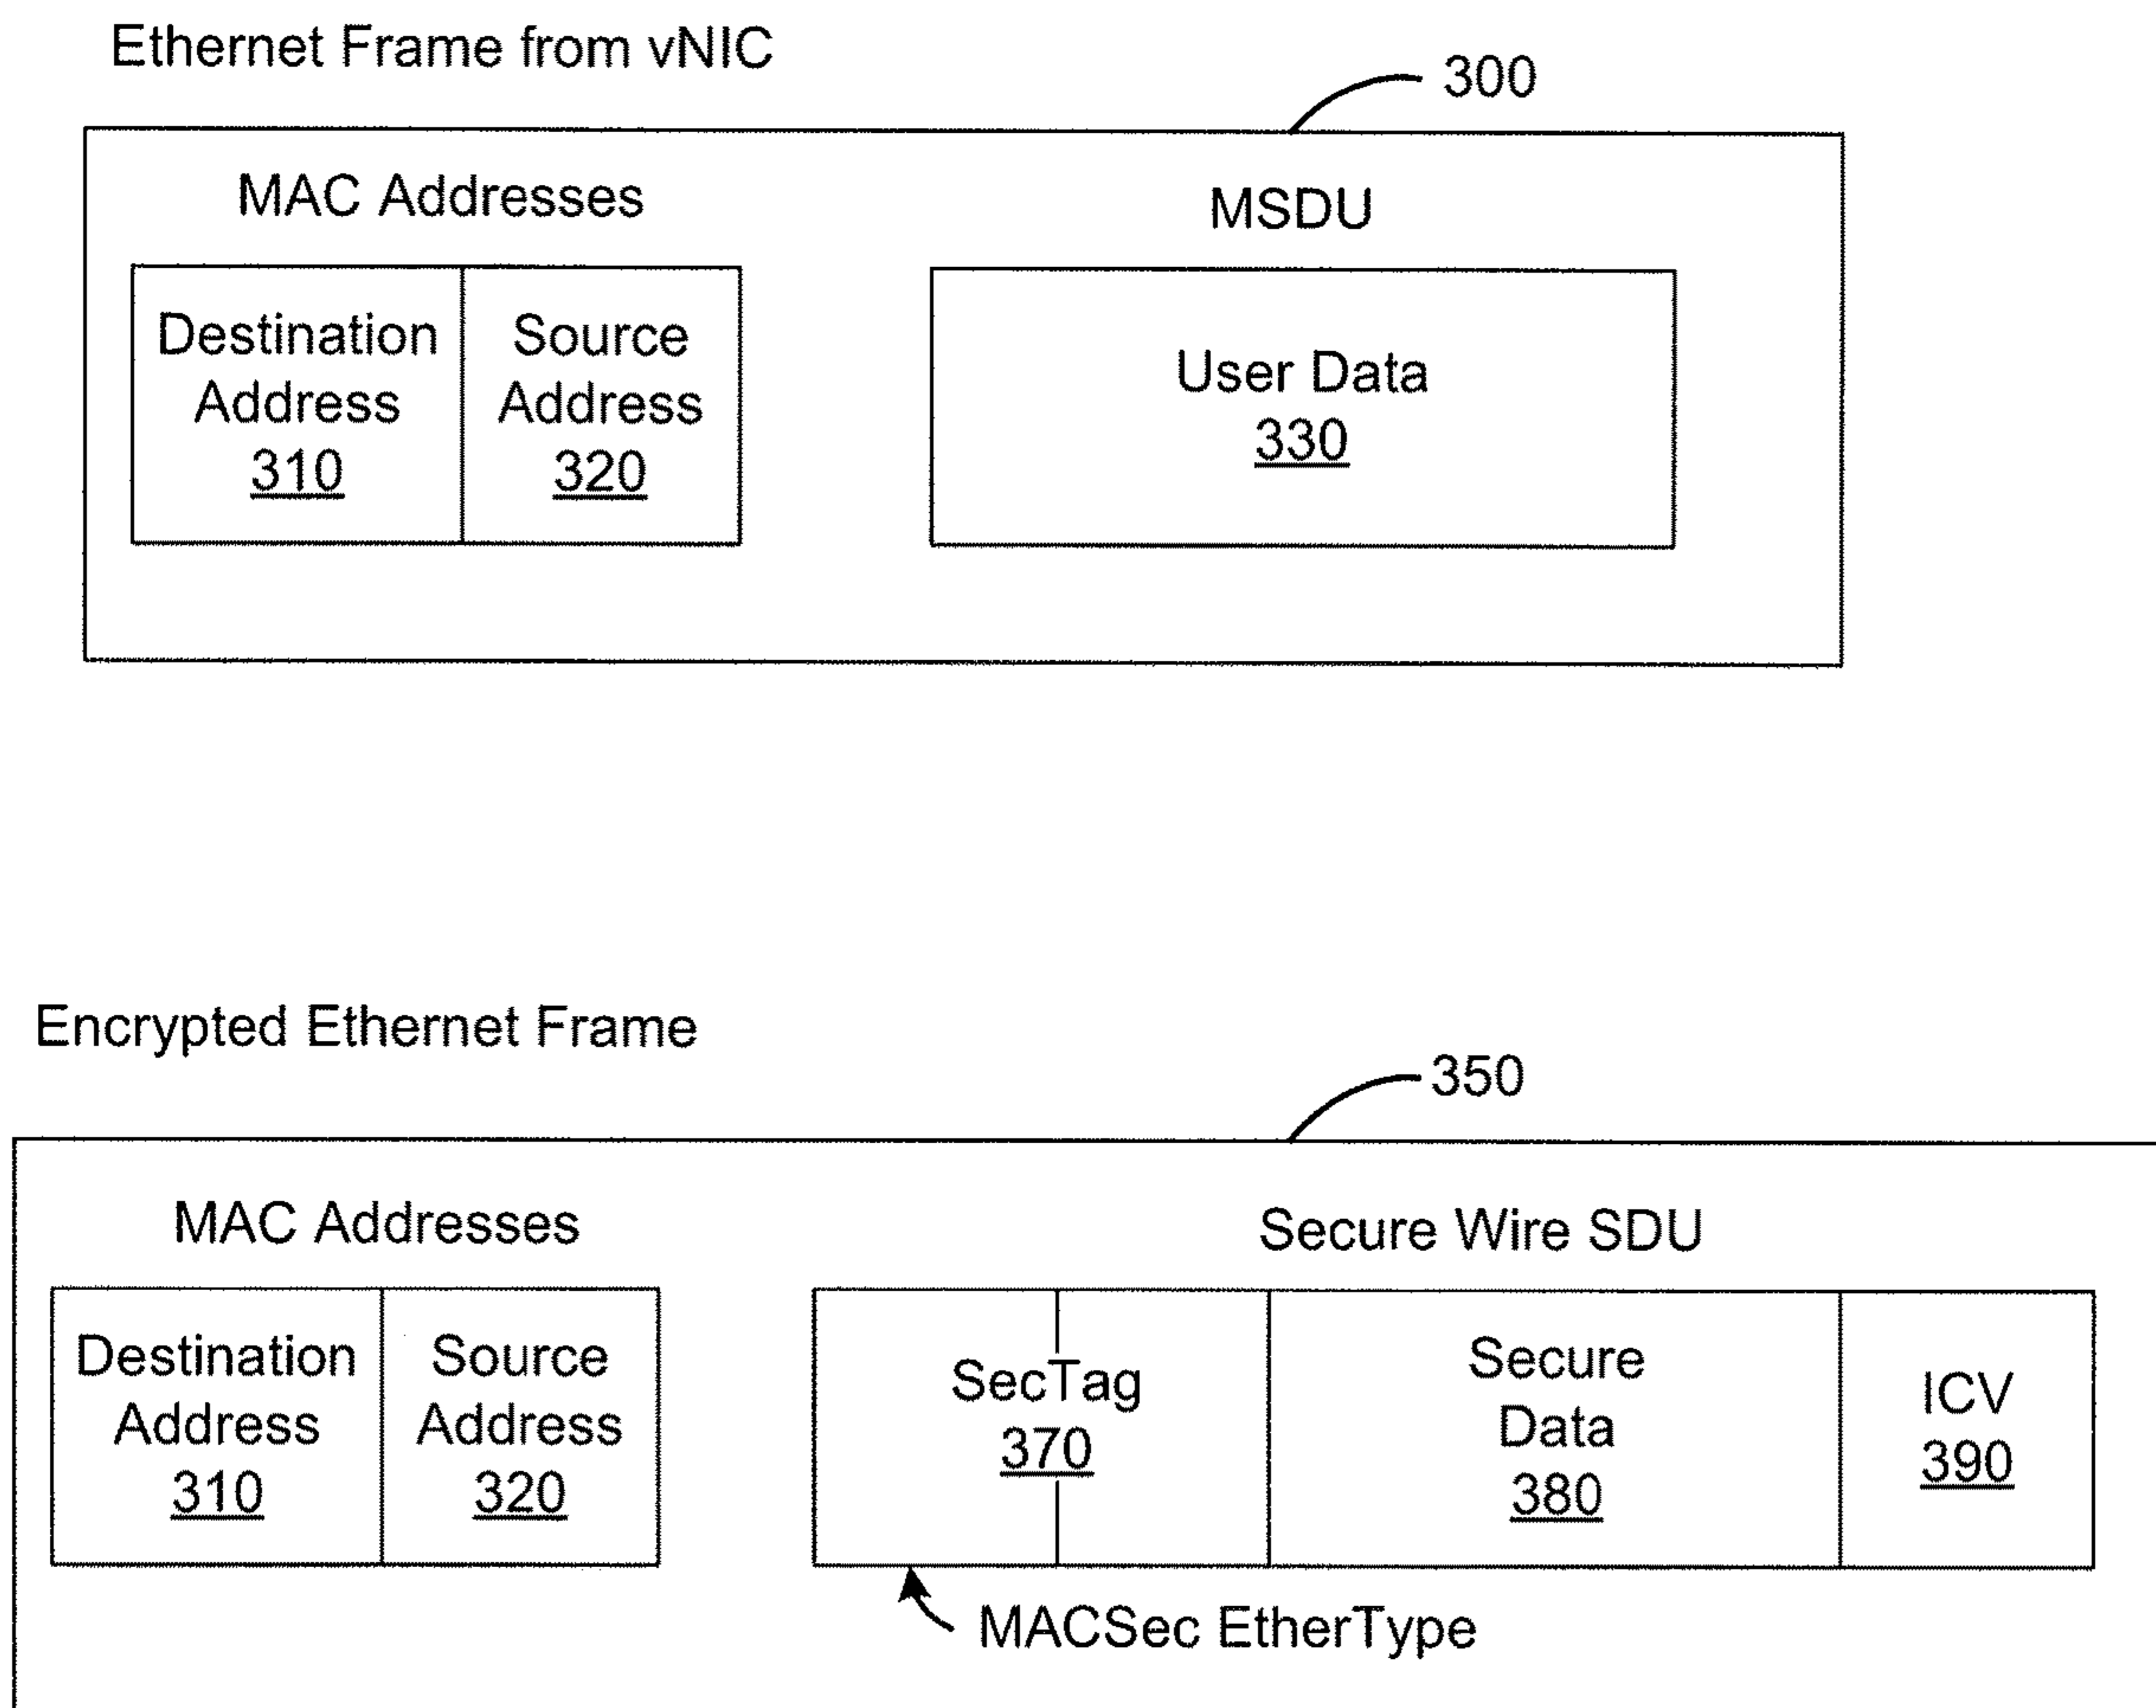 Ethernet Frame from vNIC
300
MAC Addresses
MSDU
Destination
Address
310
Source
Address
320
User Data
330
Encrypted Ethernet Frame
350
MAC Addresses
Secure Wire SDU
Destination
Address
310
Source
Address
320
SecTag
370
Secure
Data
380
ICV
390
MACSec EtherType